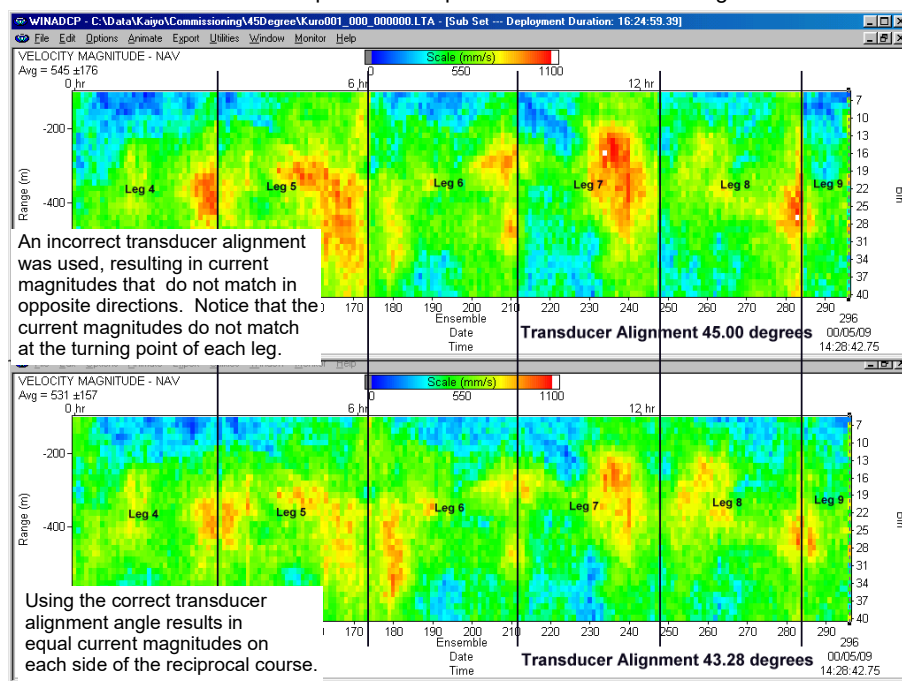 WINADCP - C:\Data\Kaiyo\Commissioning\45Degree\Kuro001_000_000000.LTA - [Sub Set --- Deployment Duration: 16:24:59.39]
File Edit Options Animate Export Utilities Window Monitor Help
VELOCITY MAGNITUDE - NAV
Avg = 545 ±176
Scale (mm/s)
0 550 1100
0 hr 6 hr 12 hr
-200
-400
Range (m)
Leg 4
Leg 5
Leg 6
Leg 7
Leg 8
Leg 9
7
10
13
16
19
22
25
28
31
34
37
40
Bin
An incorrect transducer alignment
was used, resulting in current
magnitudes that do not match in
opposite directions. Notice that the
current magnitudes do not match
at the turning point of each leg.
170 180 190 200 210 220 230 240 250 260 270 280 290
Ensemble
296
Date
Transducer Alignment 45.00 degrees
00/05/09
Time
14:28:42.75
VELOCITY MAGNITUDE - NAV
Avg = 531 ±157
Scale (mm/s)
0 550 1100
0 hr 6 hr 12 hr
-200
-400
Range (m)
Leg 4
Leg 5
Leg 6
Leg 7
Leg 8
Leg 9
7
10
13
16
19
22
25
28
31
34
37
40
Bin
Using the correct transducer
alignment angle results in
equal current magnitudes on
each side of the reciprocal course.
170 180 190 200 210 220 230 240 250 260 270 280 290
Ensemble
296
Date
Transducer Alignment 43.28 degrees
00/05/09
Time
14:28:42.75